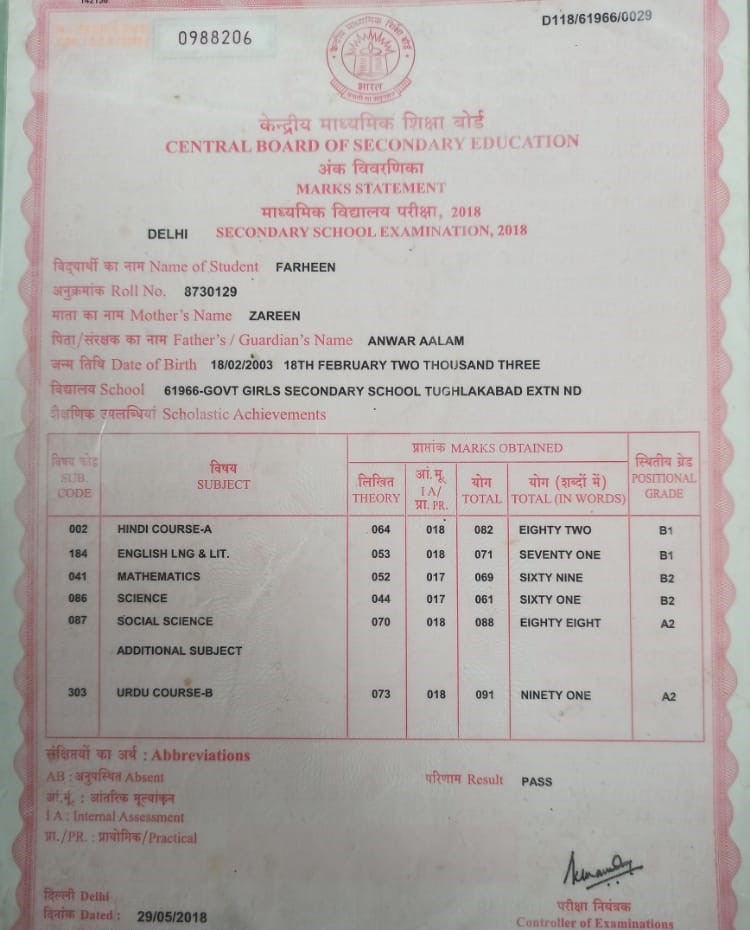 142156
D118/61966/0029
0988206
भारत
केन्द्रीय माध्यमिक शिक्षा बोर्ड
CENTRAL BOARD OF SECONDARY EDUCATION
अंक विवरणिका
MARKS STATEMENT
माध्यमिक विद्यालय परीक्षा, 2018
DELHI SECONDARY SCHOOL EXAMINATION, 2018
विद्यार्थी का नाम Name of Student FARHEEN
अनुक्रमांक Roll No. 8730129
माता का नाम Mother's Name ZAREEN
पिता/संरक्षक का नाम Father's / Guardian's Name ANWAR AALAM
जन्म तिथि Date of Birth 18/02/2003 18TH FEBRUARY TWO THOUSAND THREE
विद्यालय School 61966-GOVT GIRLS SECONDARY SCHOOL TUGHLAKABAD EXTN ND
शैक्षणिक उपलब्धियां Scholastic Achievements
विषय कोड SUB. CODE विषय SUBJECT प्राप्तांक MARKS OBTAINED स्थितीय ग्रेड POSITIONAL GRADE
लिखित THEORY आं.मू. I A/ प्रा. PR. योग TOTAL योग (शब्दों में) TOTAL (IN WORDS)
002 HINDI COURSE-A 064 018 082 EIGHTY TWO B1
184 ENGLISH LNG & LIT. 053 018 071 SEVENTY ONE B1
041 MATHEMATICS 052 017 069 SIXTY NINE B2
086 SCIENCE 044 017 061 SIXTY ONE B2
087 SOCIAL SCIENCE 070 018 088 EIGHTY EIGHT A2
ADDITIONAL SUBJECT
303 URDU COURSE-B 073 018 091 NINETY ONE A2
संक्षिप्तियों का अर्थ : Abbreviations
AB : अनुपस्थित Absent
परिणाम Result PASS
आं.मूं. : आंतरिक मूल्यांकन
I A : Internal Assessment
प्रा./PR. : प्रायोगिक/Practical
दिल्ली Delhi
दिनांक Dated : 29/05/2018
परीक्षा नियंत्रक
Controller of Examinations